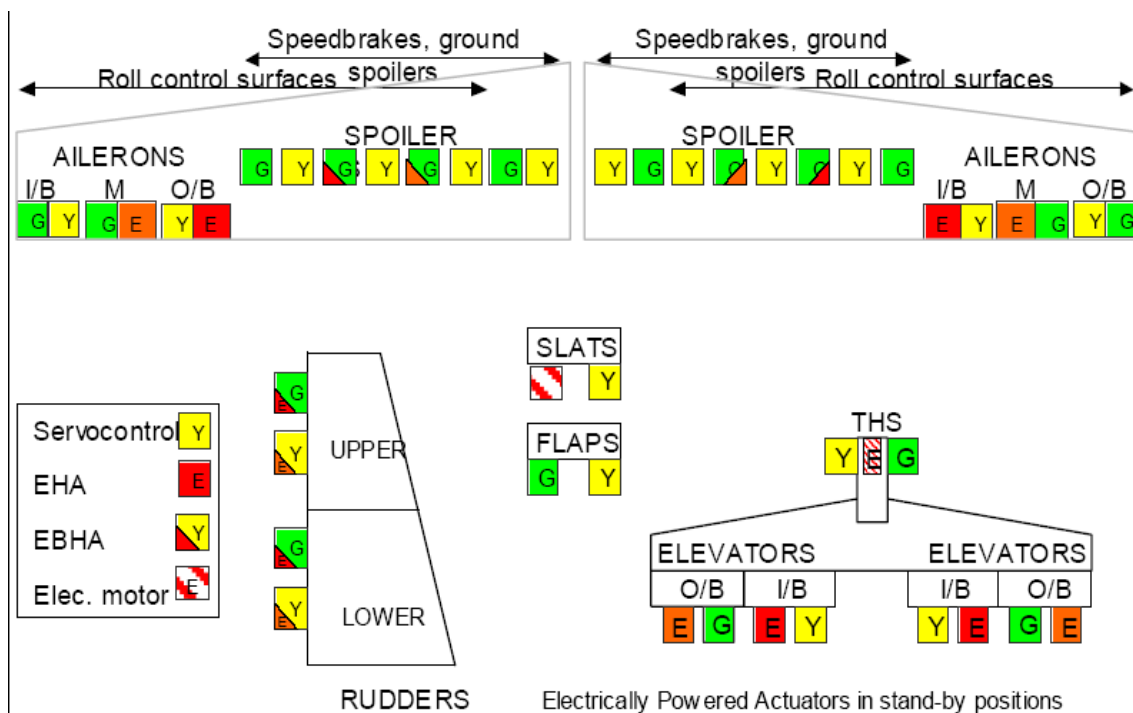 Speedbrakes, ground spoilers
Speedbrakes, ground spoilers
Roll control surfaces
Roll control surfaces
SPOILER
S
SPOILER
AILERONS
AILERONS
I/B M O/B
I/B M O/B
G Y G Y G Y G Y
Y G Y G Y G Y G
G Y G E Y E
E Y E G Y G
SLATS
Y
FLAPS
G Y
Servocontrol Y
EHA E
EBHA Y
Elec. motor E
G
E
Y
E
UPPER
G
E
Y
E
LOWER
RUDDERS
THS
Y E G
ELEVATORS
ELEVATORS
O/B I/B
I/B O/B
E G E Y
Y E G E
Electrically Powered Actuators in stand-by positions